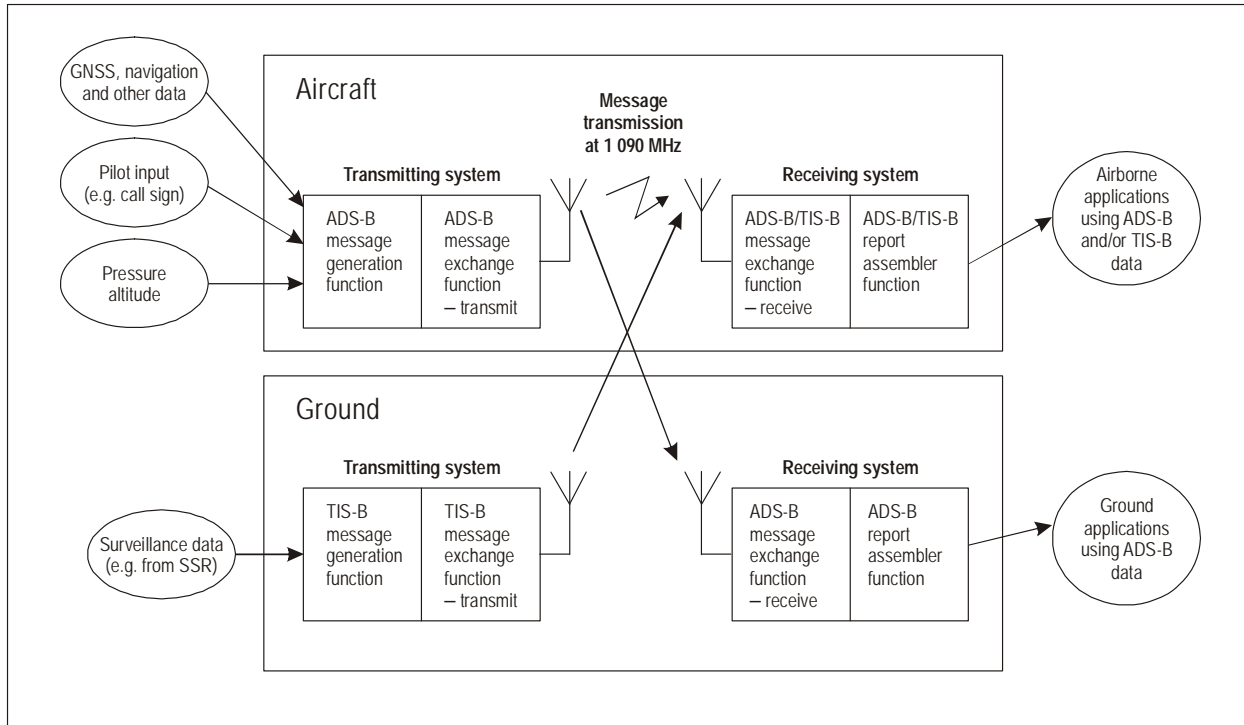 GNSS, navigation
and other data
Pilot input
(e.g. call sign)
Pressure
altitude
Aircraft
Message
transmission
at 1 090 MHz
Transmitting system
ADS-B
message
generation
function
ADS-B
message
exchange
function
– transmit
Receiving system
ADS-B/TIS-B
message
exchange
function
– receive
ADS-B/TIS-B
report
assembler
function
Airborne
applications
using ADS-B
and/or TIS-B
data
Ground
Surveillance data
(e.g. from SSR)
Transmitting system
TIS-B
message
generation
function
TIS-B
message
exchange
function
– transmit
Receiving system
ADS-B
message
exchange
function
– receive
ADS-B
report
assembler
function
Ground
applications
using ADS-B
data